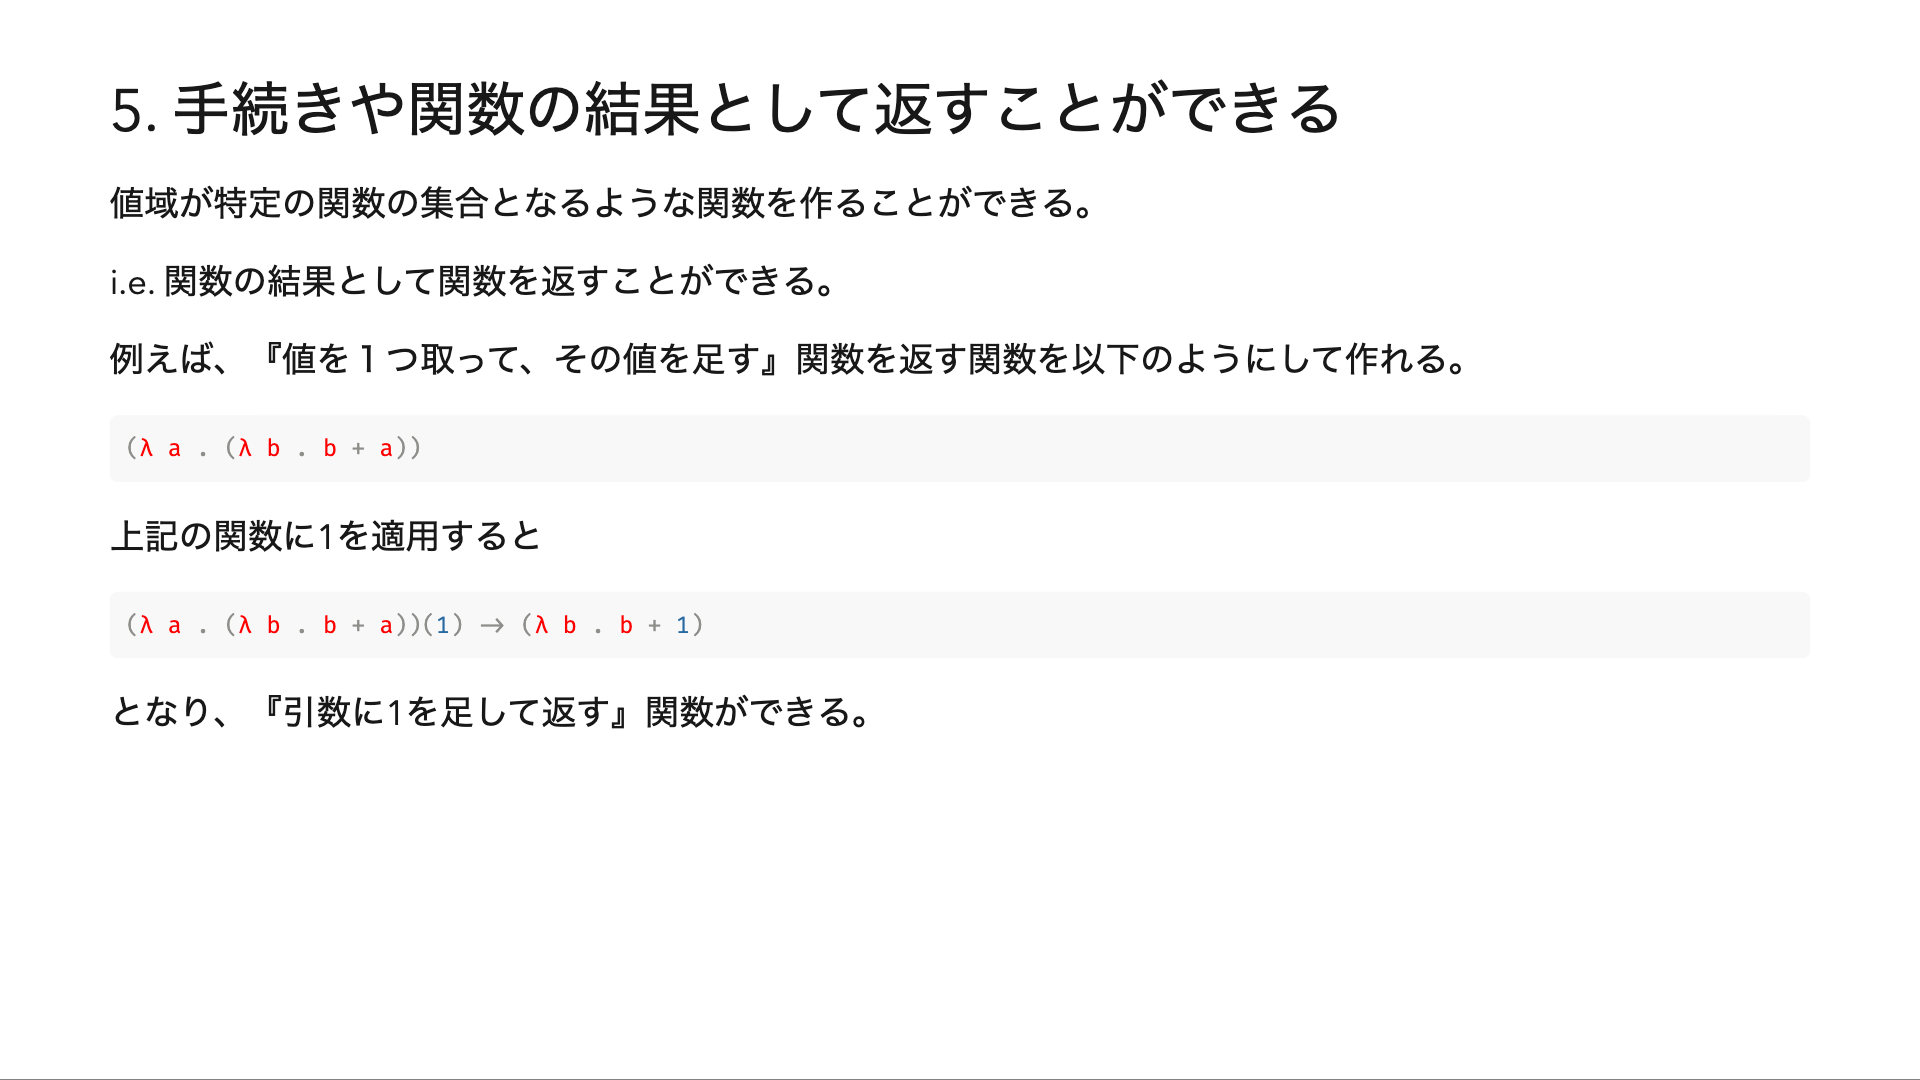 5. 手続きや関数の結果として返すことができる
値域が特定の関数の集合となるような関数を作ることができる。
i.e. 関数の結果として関数を返すことができる。
例えば、『値を１つ取って、その値を足す』関数を返す関数を以下のようにして作れる。
(λ a . (λ b . b + a))
上記の関数に1を適用すると
(λ a . (λ b . b + a))(1) → (λ b . b + 1)
となり、『引数に1を足して返す』関数ができる。